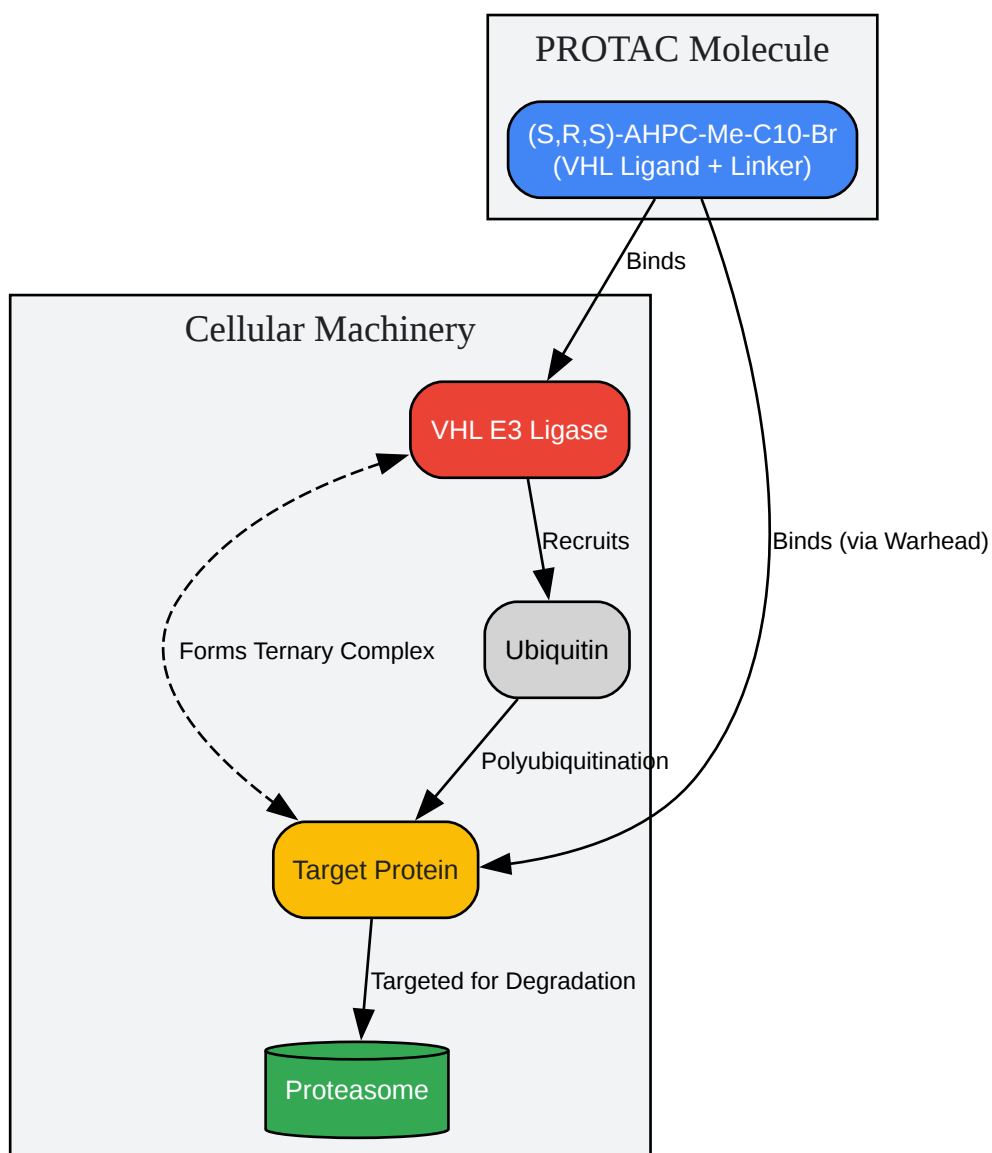 PROTAC Molecule
(S,R,S)-AHPC-Me-C10-Br
(VHL Ligand + Linker)
Binds
Cellular Machinery
VHL E3 Ligase
Recruits
Binds (via Warhead)
Forms Ternary Complex
Ubiquitin
Polyubiquitination
Target Protein
Targeted for Degradation
Proteasome